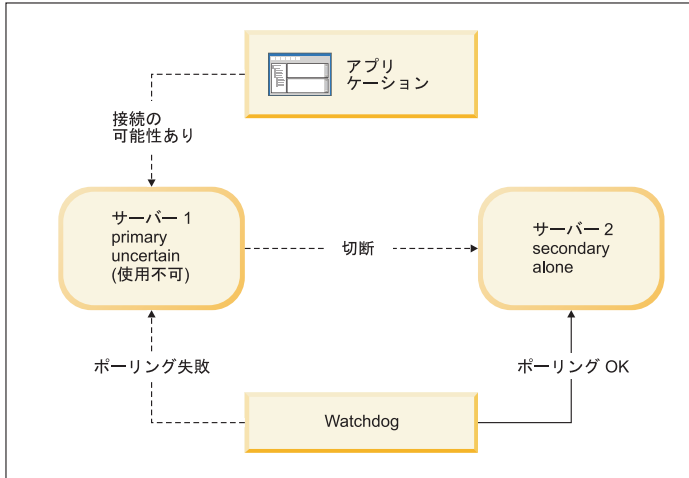 アプリ
ケーション
接続の
可能性あり
サーバー 1
primary
uncertain
(使用不可)
切断
サーバー 2
secondary
alone
ポーリング失敗
ポーリング OK
Watchdog